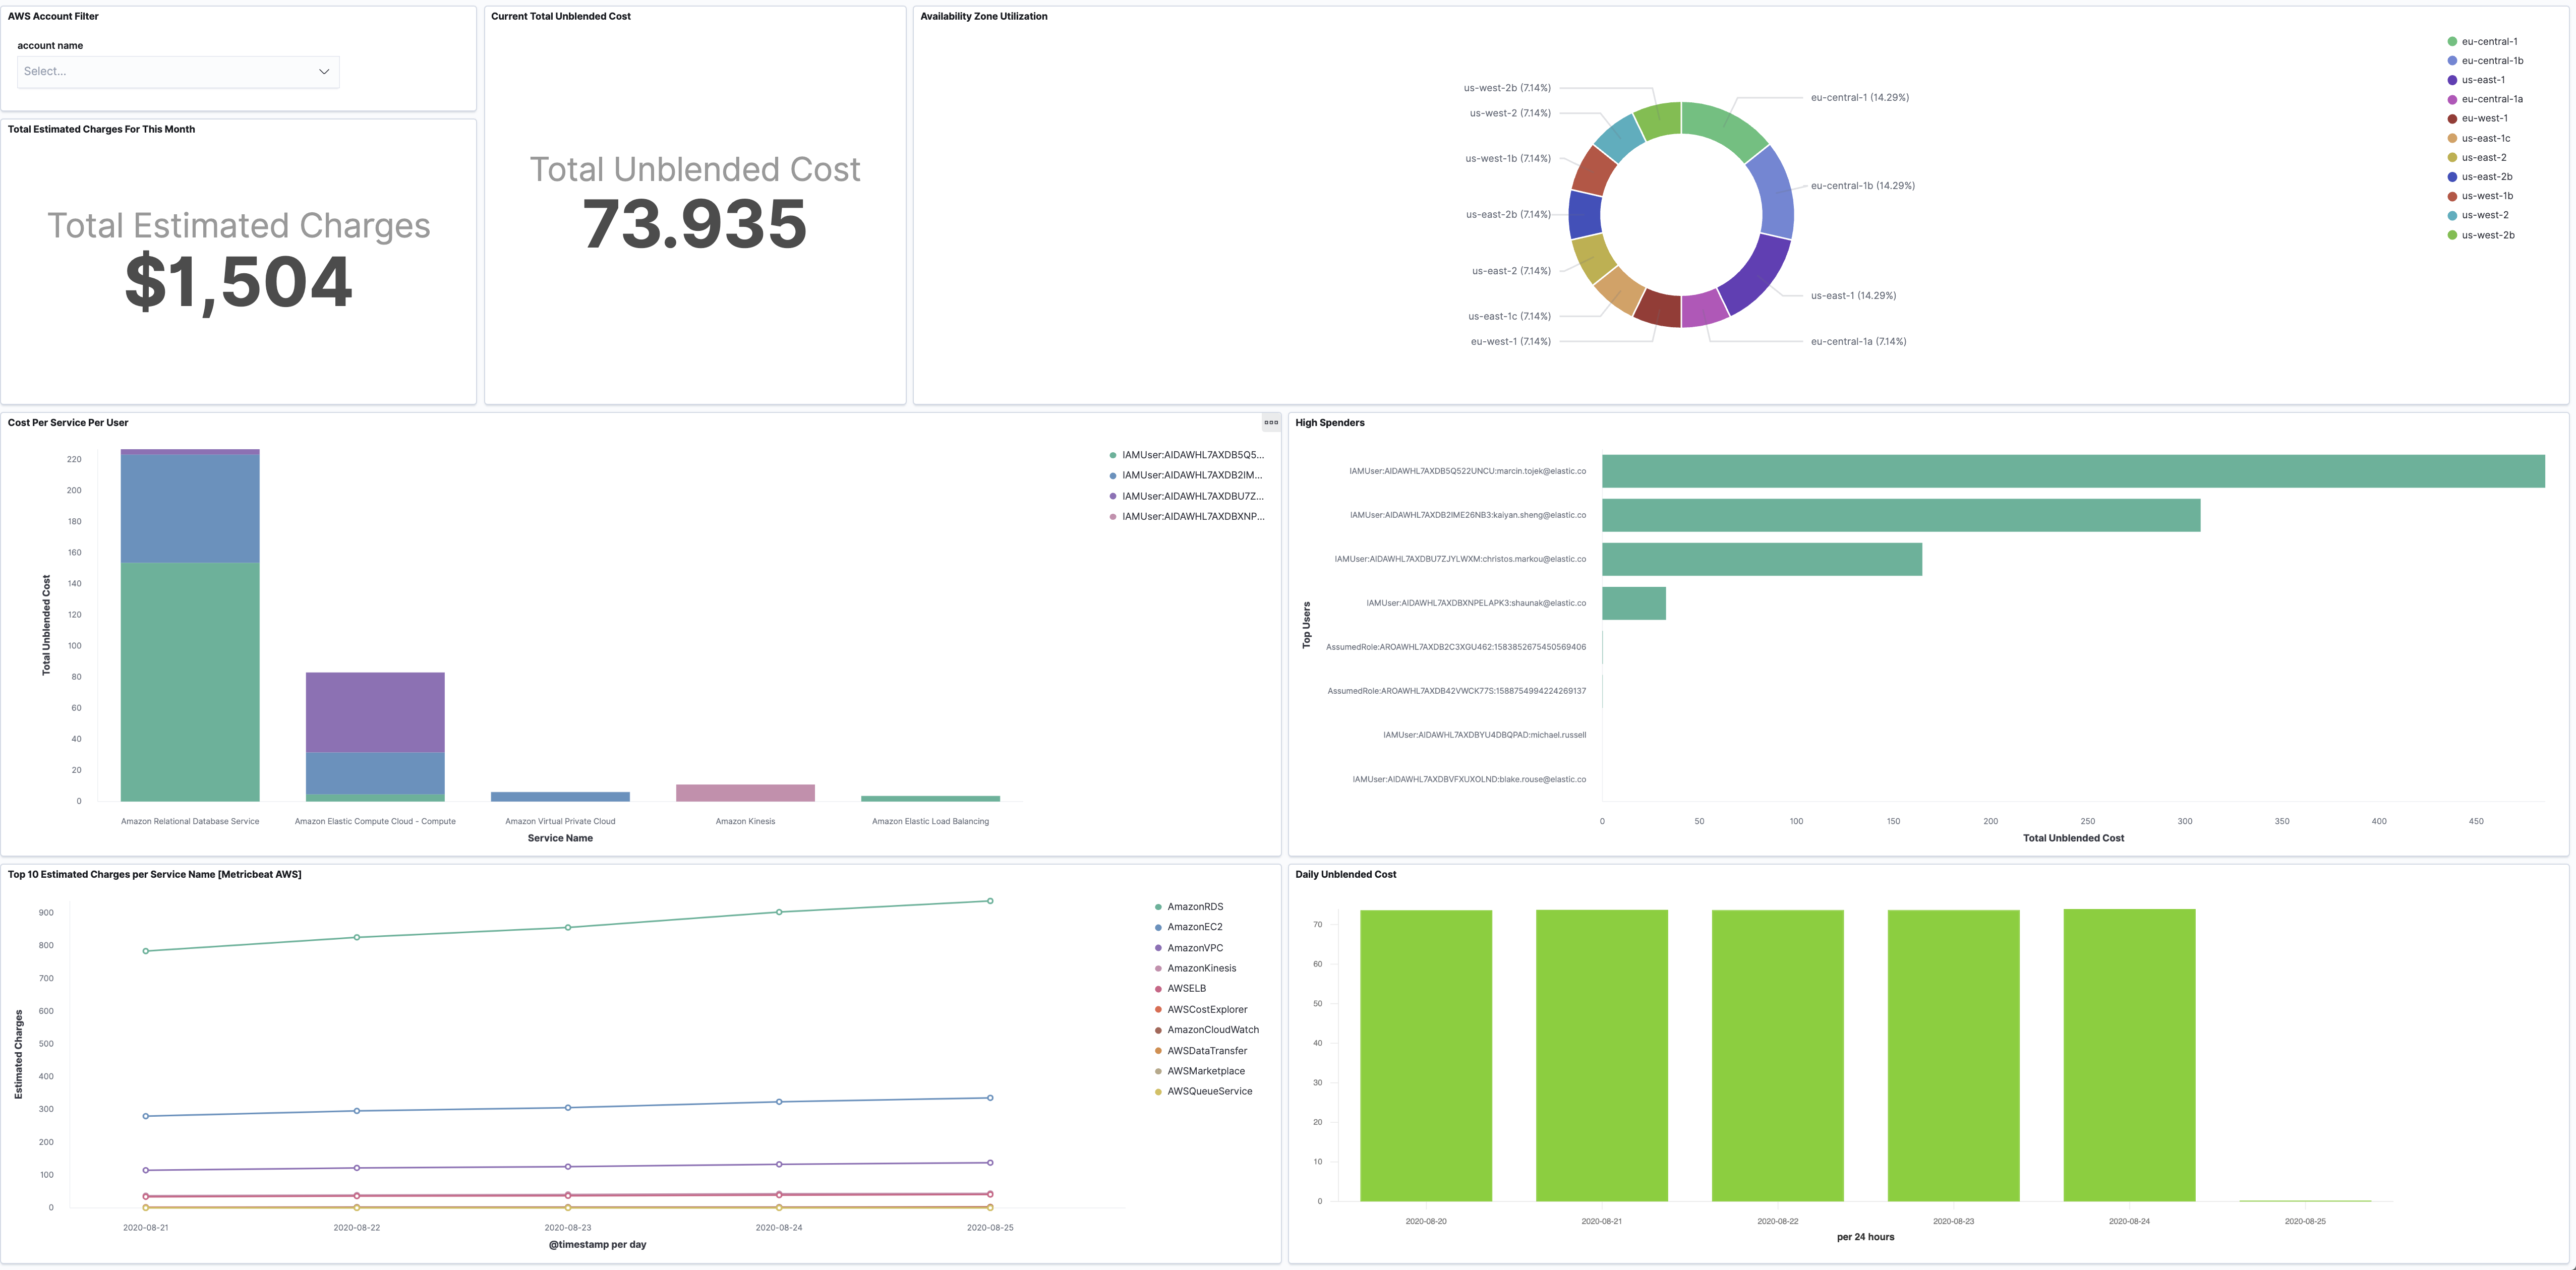 AWS Account Filter
account name
Select...
Total Estimated Charges For This Month
Total Estimated Charges
$1,504
Current Total Unblended Cost
Total Unblended Cost
73.935
Availability Zone Utilization
us-west-2b (7.14%)
us-west-2 (7.14%)
us-west-1b (7.14%)
us-east-2b (7.14%)
us-east-2 (7.14%)
us-east-1c (7.14%)
eu-west-1 (7.14%)
eu-central-1 (14.29%)
eu-central-1b (14.29%)
us-east-1 (14.29%)
eu-central-1a (7.14%)
eu-central-1
eu-central-1b
us-east-1
eu-central-1a
eu-west-1
us-east-1c
us-east-2
us-east-2b
us-west-1b
us-west-2
us-west-2b
Cost Per Service Per User
Total Unblended Cost
220
200
180
160
140
120
100
80
60
40
20
0
Amazon Relational Database Service
Amazon Elastic Compute Cloud - Compute
Amazon Virtual Private Cloud
Amazon Kinesis
Amazon Elastic Load Balancing
Service Name
IAMUser:AIDAWHL7AXDB5Q5...
IAMUser:AIDAWHL7AXDB2IM...
IAMUser:AIDAWHL7AXDBU7Z...
IAMUser:AIDAWHL7AXDBXNP...
High Spenders
Top Users
IAMUser:AIDAWHL7AXDB5Q522UNCU:marcin.tojek@elastic.co
IAMUser:AIDAWHL7AXDB2IME26NB3:kaiyan.sheng@elastic.co
IAMUser:AIDAWHL7AXDBU7ZJYLWXM:christos.markou@elastic.co
IAMUser:AIDAWHL7AXDBXNPELAPK3:shaunak@elastic.co
AssumedRole:AROAWHL7AXDB2C3XGU462:1583852675450569406
AssumedRole:AROAWHL7AXDB42VWCK77S:1588754994224269137
IAMUser:AIDAWHL7AXDBYU4DBQPAD:michael.russell
IAMUser:AIDAWHL7AXDBVFXUXOLND:blake.rouse@elastic.co
0
50
100
150
200
250
300
350
400
450
Total Unblended Cost
Top 10 Estimated Charges per Service Name [Metricbeat AWS]
Estimated Charges
900
800
700
600
500
400
300
200
100
0
2020-08-21
2020-08-22
2020-08-23
2020-08-24
2020-08-25
@timestamp per day
AmazonRDS
AmazonEC2
AmazonVPC
AmazonKinesis
AWSELB
AWSCostExplorer
AmazonCloudWatch
AWSDataTransfer
AWSMarketplace
AWSQueueService
Daily Unblended Cost
70
60
50
40
30
20
10
0
2020-08-20
2020-08-21
2020-08-22
2020-08-23
2020-08-24
2020-08-25
per 24 hours